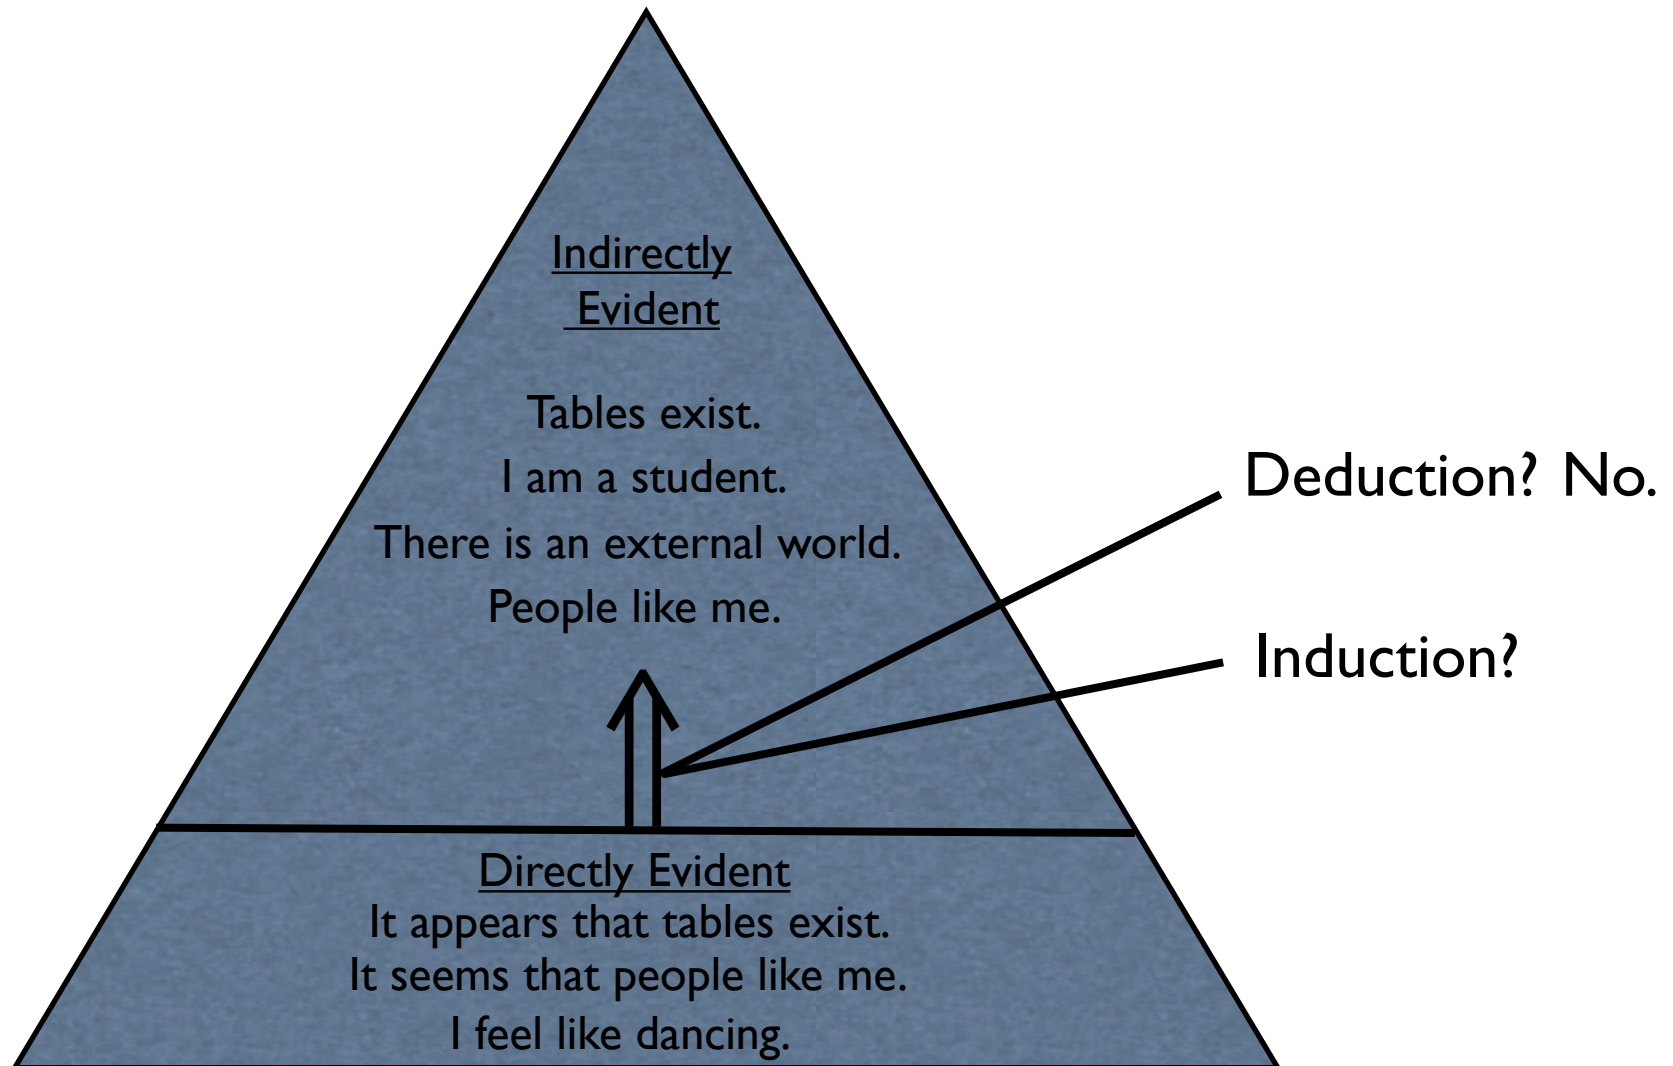 Indirectly
Evident
Tables exist.
I am a student.
There is an external world.
People like me.
Deduction? No.
Induction?
Directly Evident
It appears that tables exist.
It seems that people like me.
I feel like dancing.